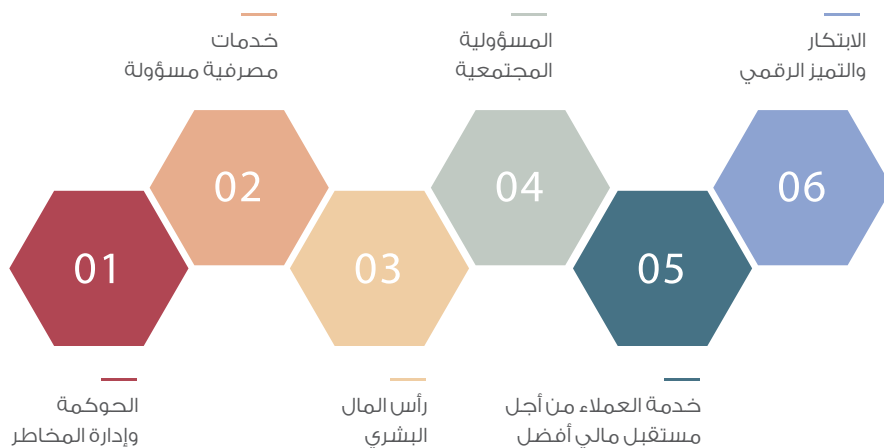 01
الحوكمة
وإدارة المخاطر
02
خدمات
مصرفية مسؤولة
03
رأس المال
البشري
04
المسؤولية
المجتمعية
05
خدمة العملاء من أجل
مستقبل مالي أفضل
06
الابتكار
والتميز الرقمي